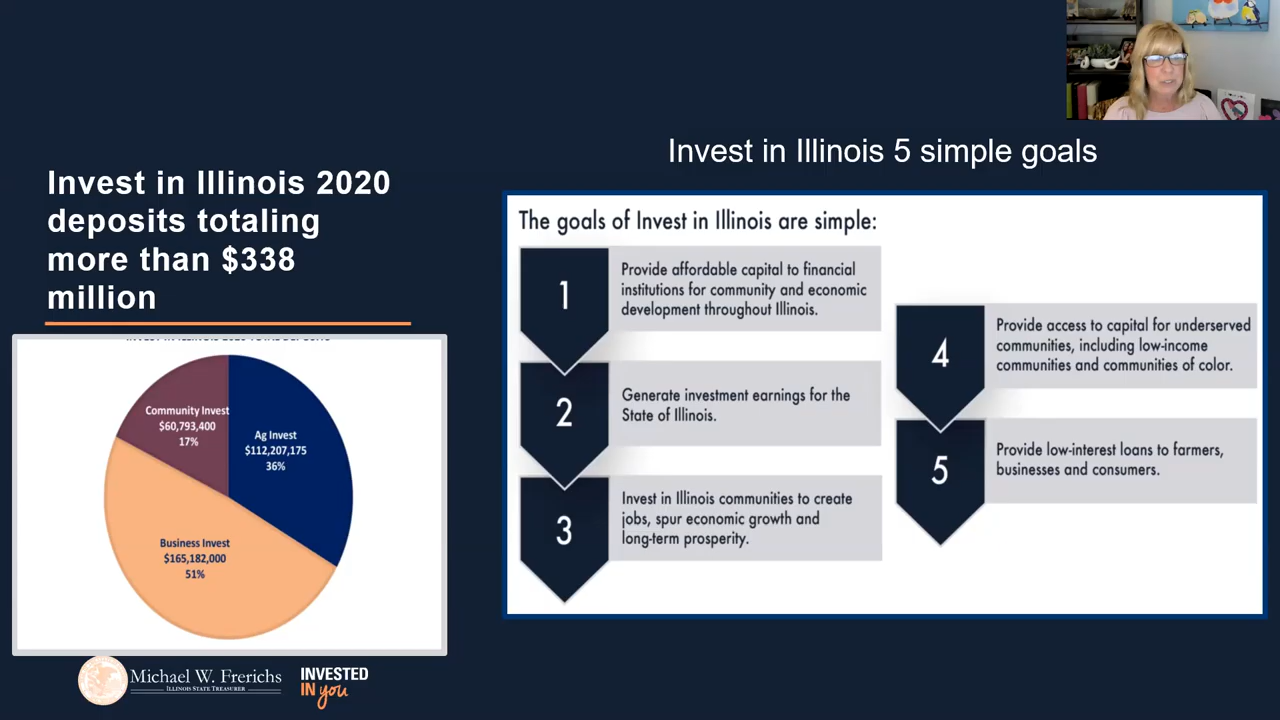 Invest in Illinois 2020
deposits totaling
more than $338
million
INVEST IN ILLINOIS 2020 TOTAL DEPOSITS
Community Invest
$60,793,400
17%
Ag Invest
$112,207,175
36%
Business Invest
$165,182,000
51%
Michael W. Frerichs
ILLINOIS STATE TREASURER
INVESTED
IN you
Invest in Illinois 5 simple goals
The goals of Invest in Illinois are simple:
1
Provide affordable capital to financial
institutions for community and economic
development throughout Illinois.
2
Generate investment earnings for the
State of Illinois.
3
Invest in Illinois communities to create
jobs, spur economic growth and
long-term prosperity.
4
Provide access to capital for underserved
communities, including low-income
communities and communities of color.
5
Provide low-interest loans to farmers,
businesses and consumers.